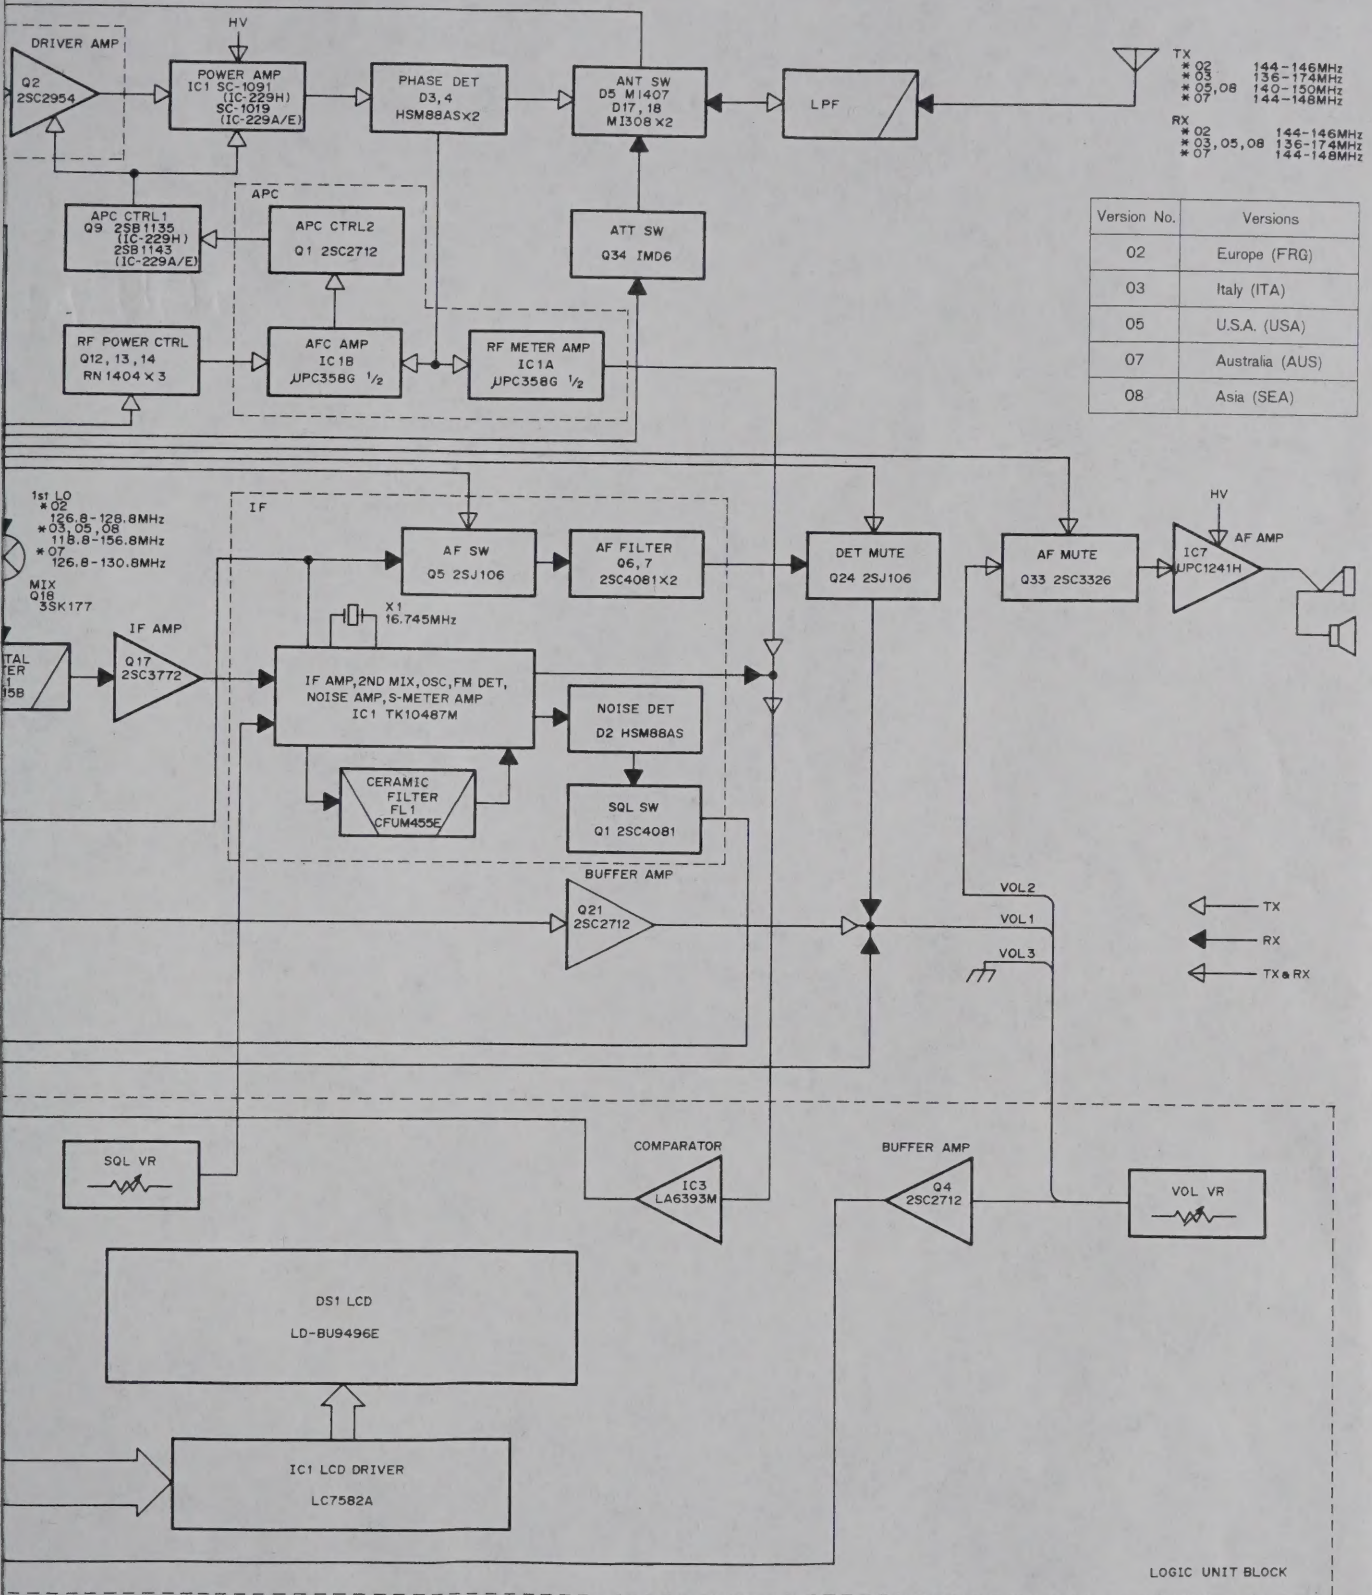 HV
DRIVER AMP
Q2
2SC2954
POWER AMP
IC1 SC-1091
(IC-229H)
SC-1019
(IC-229A/E)
PHASE DET
D3, 4
HSM88AS×2
ANT SW
D5 MI407
D17, 18
MI308×2
LPF
TX
*02 144-146MHz
*03 136-174MHz
*05,08 140-150MHz
*07 144-148MHz
RX
*02 144-146MHz
*03,05,08 136-174MHz
*07 144-148MHz
Version No. Versions
02 Europe (FRG)
03 Italy (ITA)
05 U.S.A. (USA)
07 Australia (AUS)
08 Asia (SEA)
APC
APC CTRL1
Q9 2SB1135
(IC-229H)
2SB1143
(IC-229A/E)
APC CTRL2
Q1 2SC2712
ATT SW
Q34 IMD6
RF POWER CTRL
Q12, 13, 14
RN1404×3
AFC AMP
IC1B
μPC358G 1/2
RF METER AMP
IC1A
μPC358G 1/2
1st LO
*02
126.8-128.8MHz
*03,05,08
118.8-156.8MHz
*07
126.8-130.8MHz
MIX
Q18
3SK177
IF
AF SW
Q5 2SJ106
AF FILTER
Q6, 7
2SC4081×2
DET MUTE
Q24 2SJ106
AF MUTE
Q33 2SC3326
HV
AF AMP
IC7
μPC1241H
X1
16.745MHz
IF AMP
Q17
2SC3772
TAL
TER
15B
IF AMP,2ND MIX,OSC,FM DET,
NOISE AMP,S-METER AMP
IC1 TK10487M
NOISE DET
D2 HSM88AS
CERAMIC
FILTER
FL1
CFUM455E
SQL SW
Q1 2SC4081
BUFFER AMP
Q21
2SC2712
VOL2
VOL1
VOL3
TX
RX
TX&RX
SQL VR
COMPARATOR
IC3
LA6393M
BUFFER AMP
Q4
2SC2712
VOL VR
DS1 LCD
LD-BU9496E
IC1 LCD DRIVER
LC7582A
LOGIC UNIT BLOCK